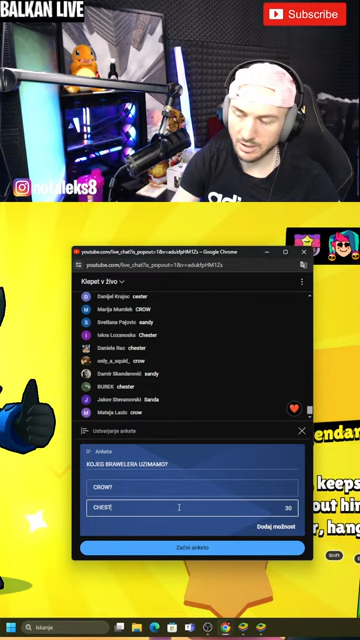 BALKAN LIVE
Subscribe
notaleks8
youtube.com/live_chat?is_popout=1&v=adukfpHM1Zs – Google Chrome
youtube.com/live_chat?is_popout=1&v=adukfpHM1Zs
Klepet v živo
Danijel Krajnc cester
Marija Mumlek CROW
Svetlana Pajovic sandy
Iskra Lozanoska Chester
Daniela Rac chester
only_a_squid_ crow
Damir Skenderović sandy
BUREK chester
Jakov Stevanovski Sanda
Mateja Lazic crow
Ustvarjanje ankete
Anketa
KOJEG BRAWLERA UZIMAMO?
CROW?
CHEST
30
Dodaj možnost
Začni anketo
endar
keeps
out hi
r, hang
Iskanje